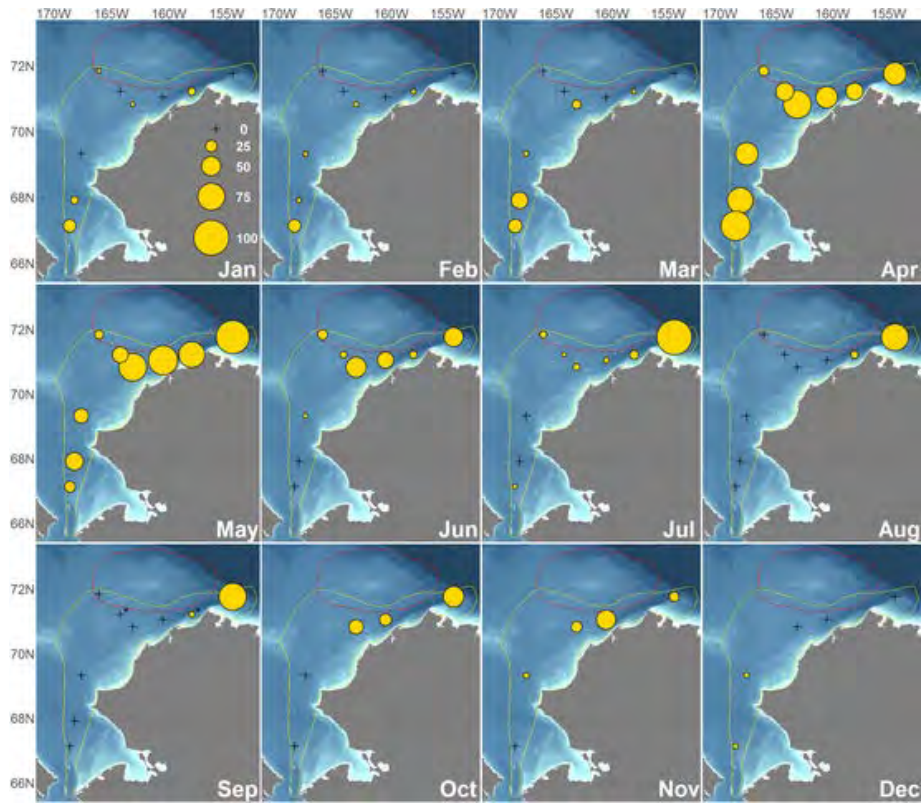 170W 165W 160W 155W 170W 165W 160W 155W
72N
70N
68N
66N
+ 0
25
50
75
100
Jan Feb Mar Apr
72N
70N
68N
66N
May Jun Jul Aug
72N
70N
68N
66N
Sep Oct Nov Dec
170W 165W 160W 155W 170W 165W 160W 155W